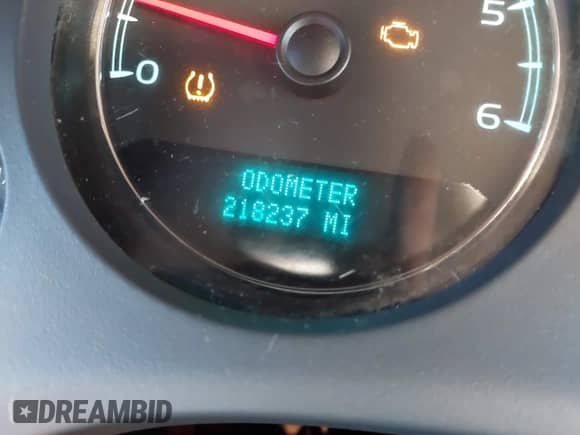 5
0
6
ODOMETER
218237 MI
DREAMBID